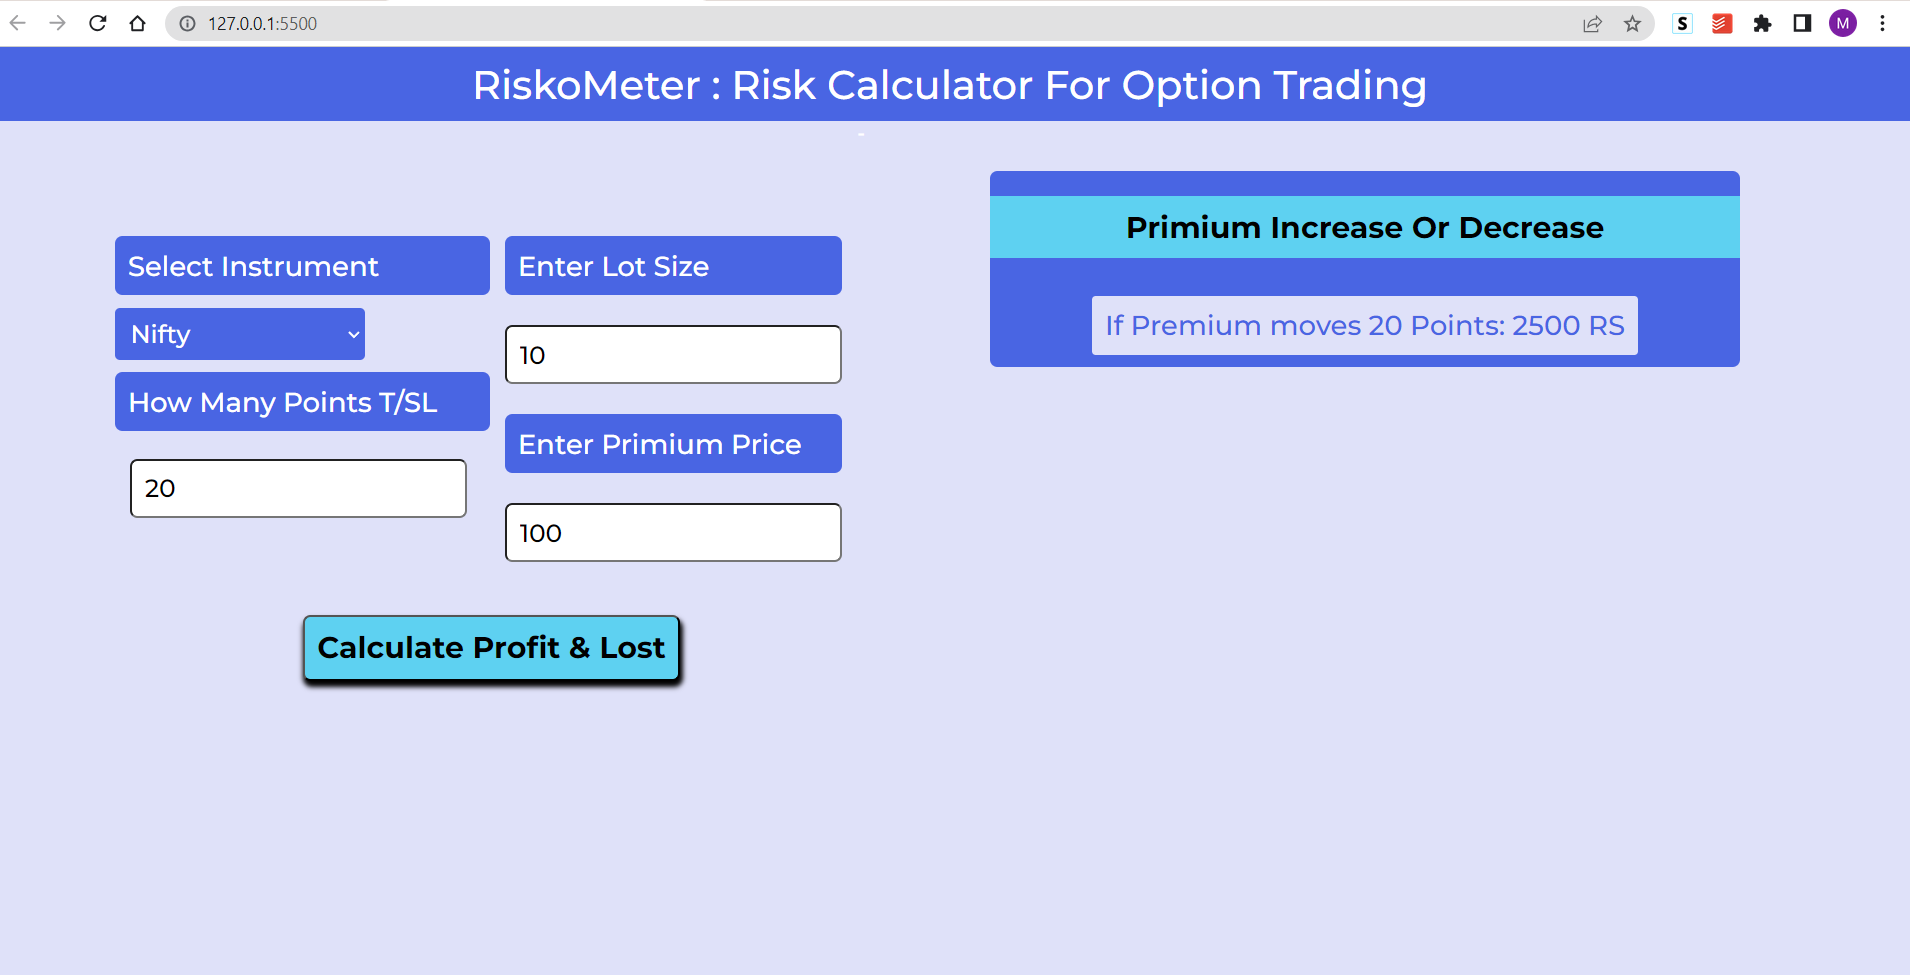 127.0.0.1:5500
S
M
RiskoMeter : Risk Calculator For Option Trading
Select Instrument
Nifty
How Many Points T/SL
20
Enter Lot Size
10
Enter Primium Price
100
Calculate Profit & Lost
Primium Increase Or Decrease
If Premium moves 20 Points: 2500 RS